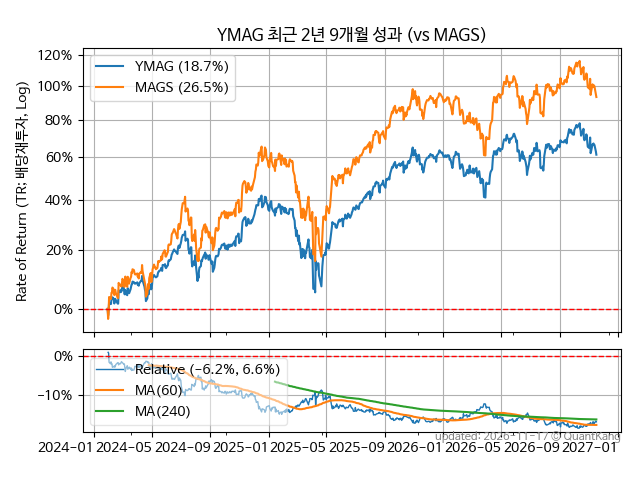 YMAG 최근 2년 9개월 성과 (vs MAGS)
Rate of Return (TR: 배당재투자, Log)
120%
100%
80%
60%
40%
20%
0%
YMAG (18.7%)
MAGS (26.5%)
0%
−10%
Relative (−6.2%, 6.6%)
MA(60)
MA(240)
updated: 2026-11-17 © QuantKang
2024−01 2024−05 2024−09 2025−01 2025−05 2025−09 2026−01 2026−05 2026−09 2027−01